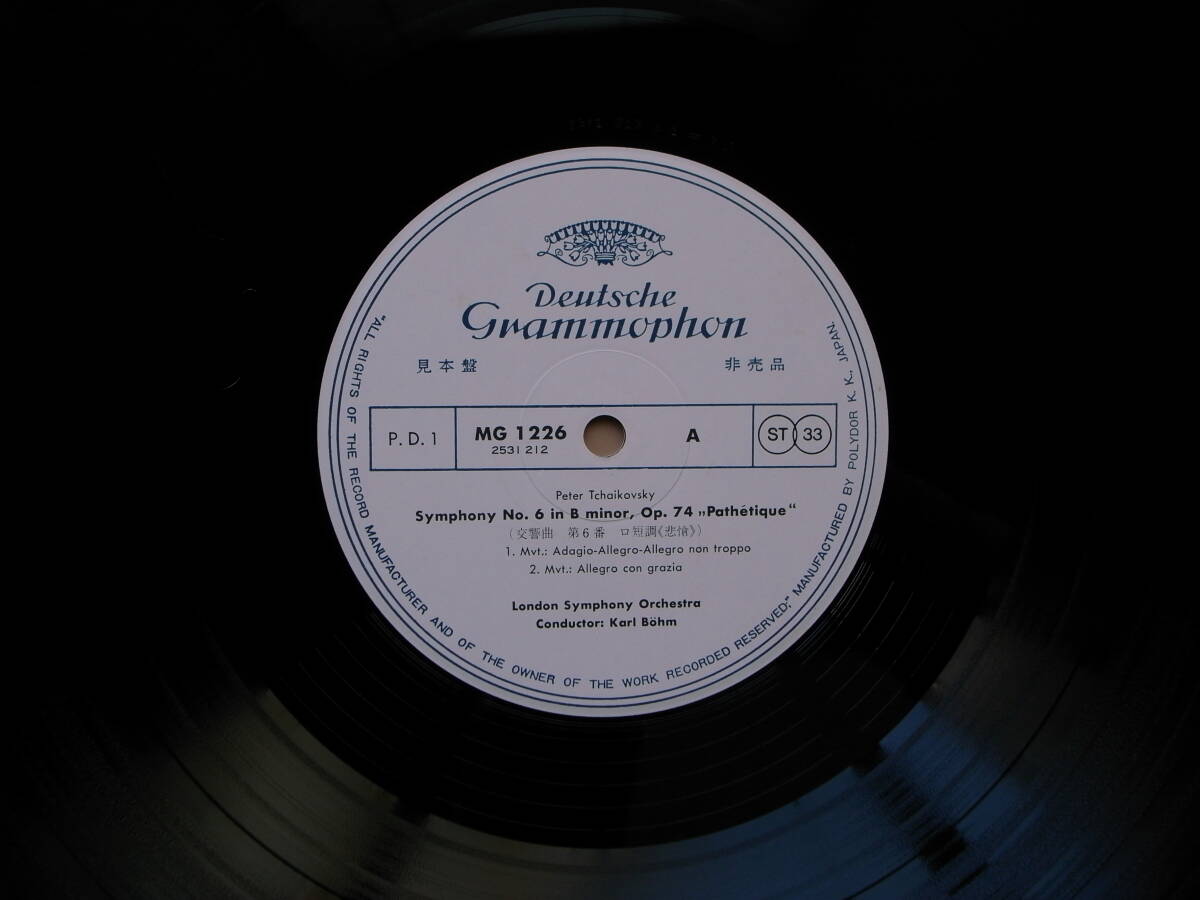 Deutsche
Grammophon
見本盤 非売品
P.D.1 MG 1226 A ST 33
2531 212
Peter Tchaikovsky
Symphony No. 6 in B minor, Op. 74 „Pathétique“
(交響曲 第6番 ロ短調《悲愴》)
1. Mvt.: Adagio-Allegro-Allegro non troppo
2. Mvt.: Allegro con grazia
London Symphony Orchestra
Conductor: Karl Böhm
"ALL RIGHTS OF THE RECORD MANUFACTURER AND OF THE OWNER OF THE WORK RECORDED RESERVED." MANUFACTURED BY POLYDOR K. K., JAPAN.